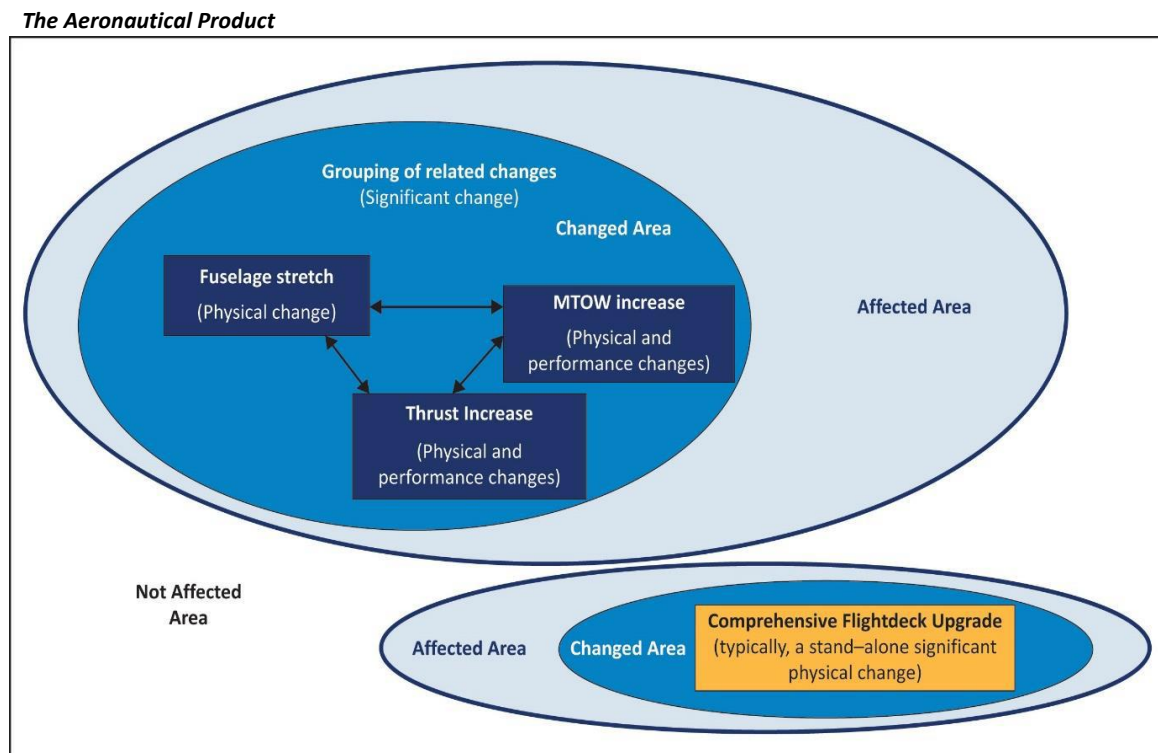 The Aeronautical Product
Grouping of related changes
(Significant change)
Changed Area
Fuselage stretch
(Physical change)
MTOW increase
(Physical and
performance changes)
Affected Area
Thrust Increase
(Physical and
performance changes)
Not Affected
Area
Affected Area
Changed Area
Comprehensive Flightdeck Upgrade
(typically, a stand–alone significant
physical change)